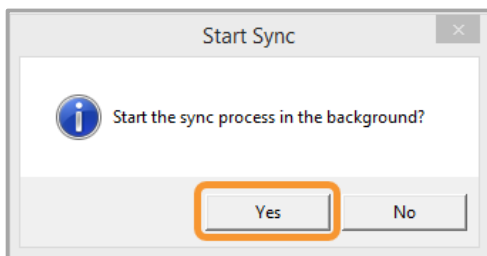 Start Sync
Start the sync process in the background?
Yes No